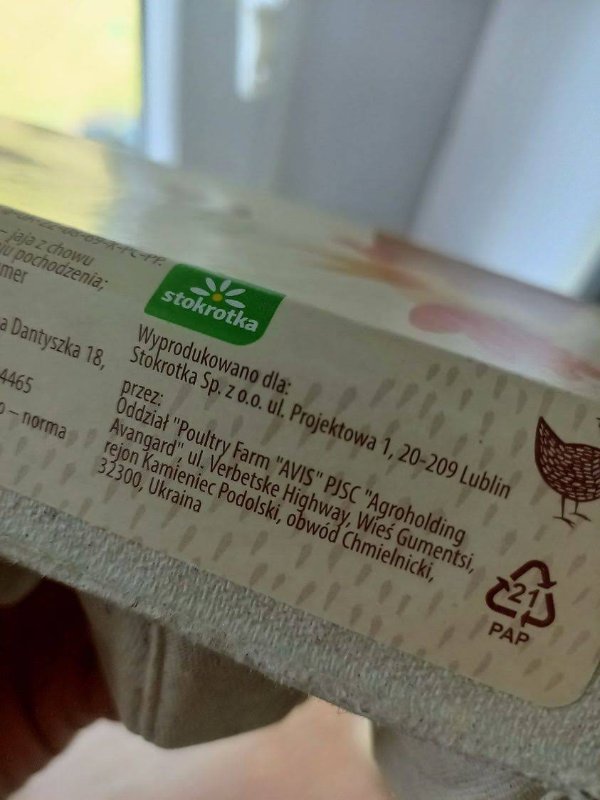 – jaja z chowu
pochodzenia;
a Dantyszka 18,
4465
– norma
stokrotka
Wyprodukowano dla:
Stokrotka Sp. z o.o. ul. Projektowa 1, 20-209 Lublin
przez:
Oddział "Poultry Farm "AVIS" PJSC "Agroholding
Avangard", ul. Verbetske Highway, Wieś Gumentsi,
rejon Kamieniec Podolski, obwód Chmielnicki,
32300, Ukraina
21
PAP